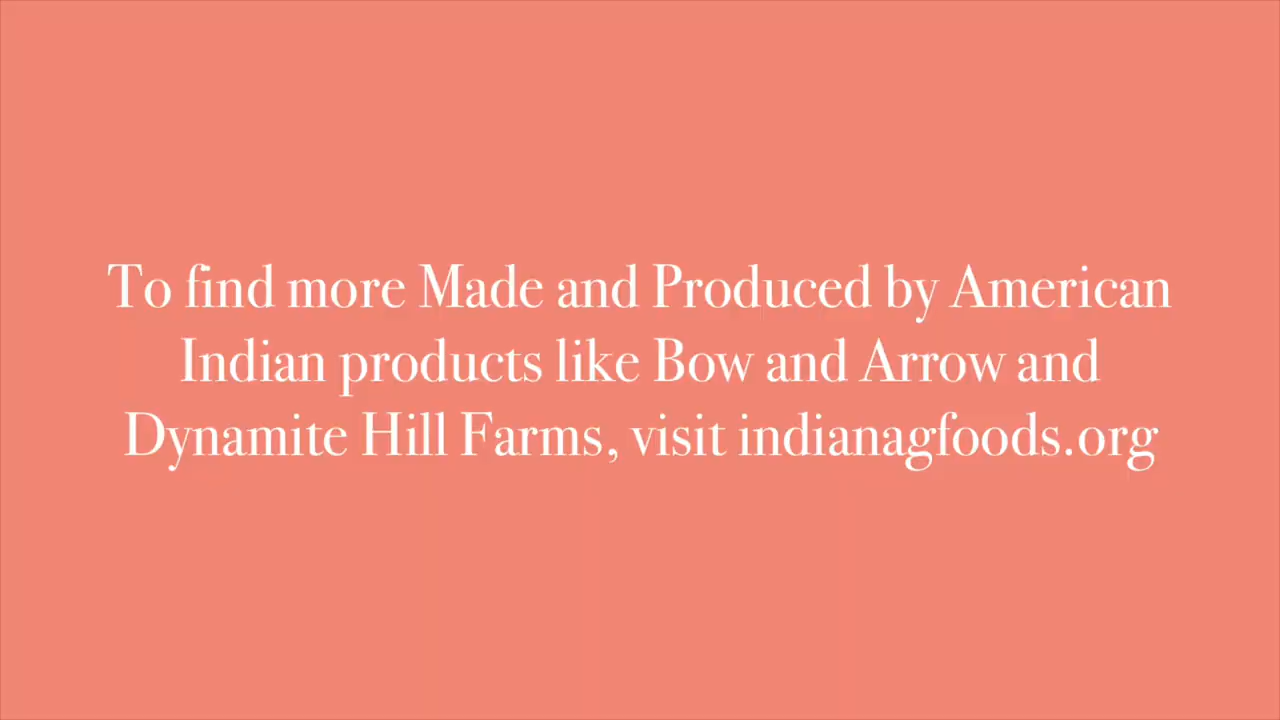 To find more Made and Produced by American
Indian products like Bow and Arrow and
Dynamite Hill Farms, visit indianagfoods.org